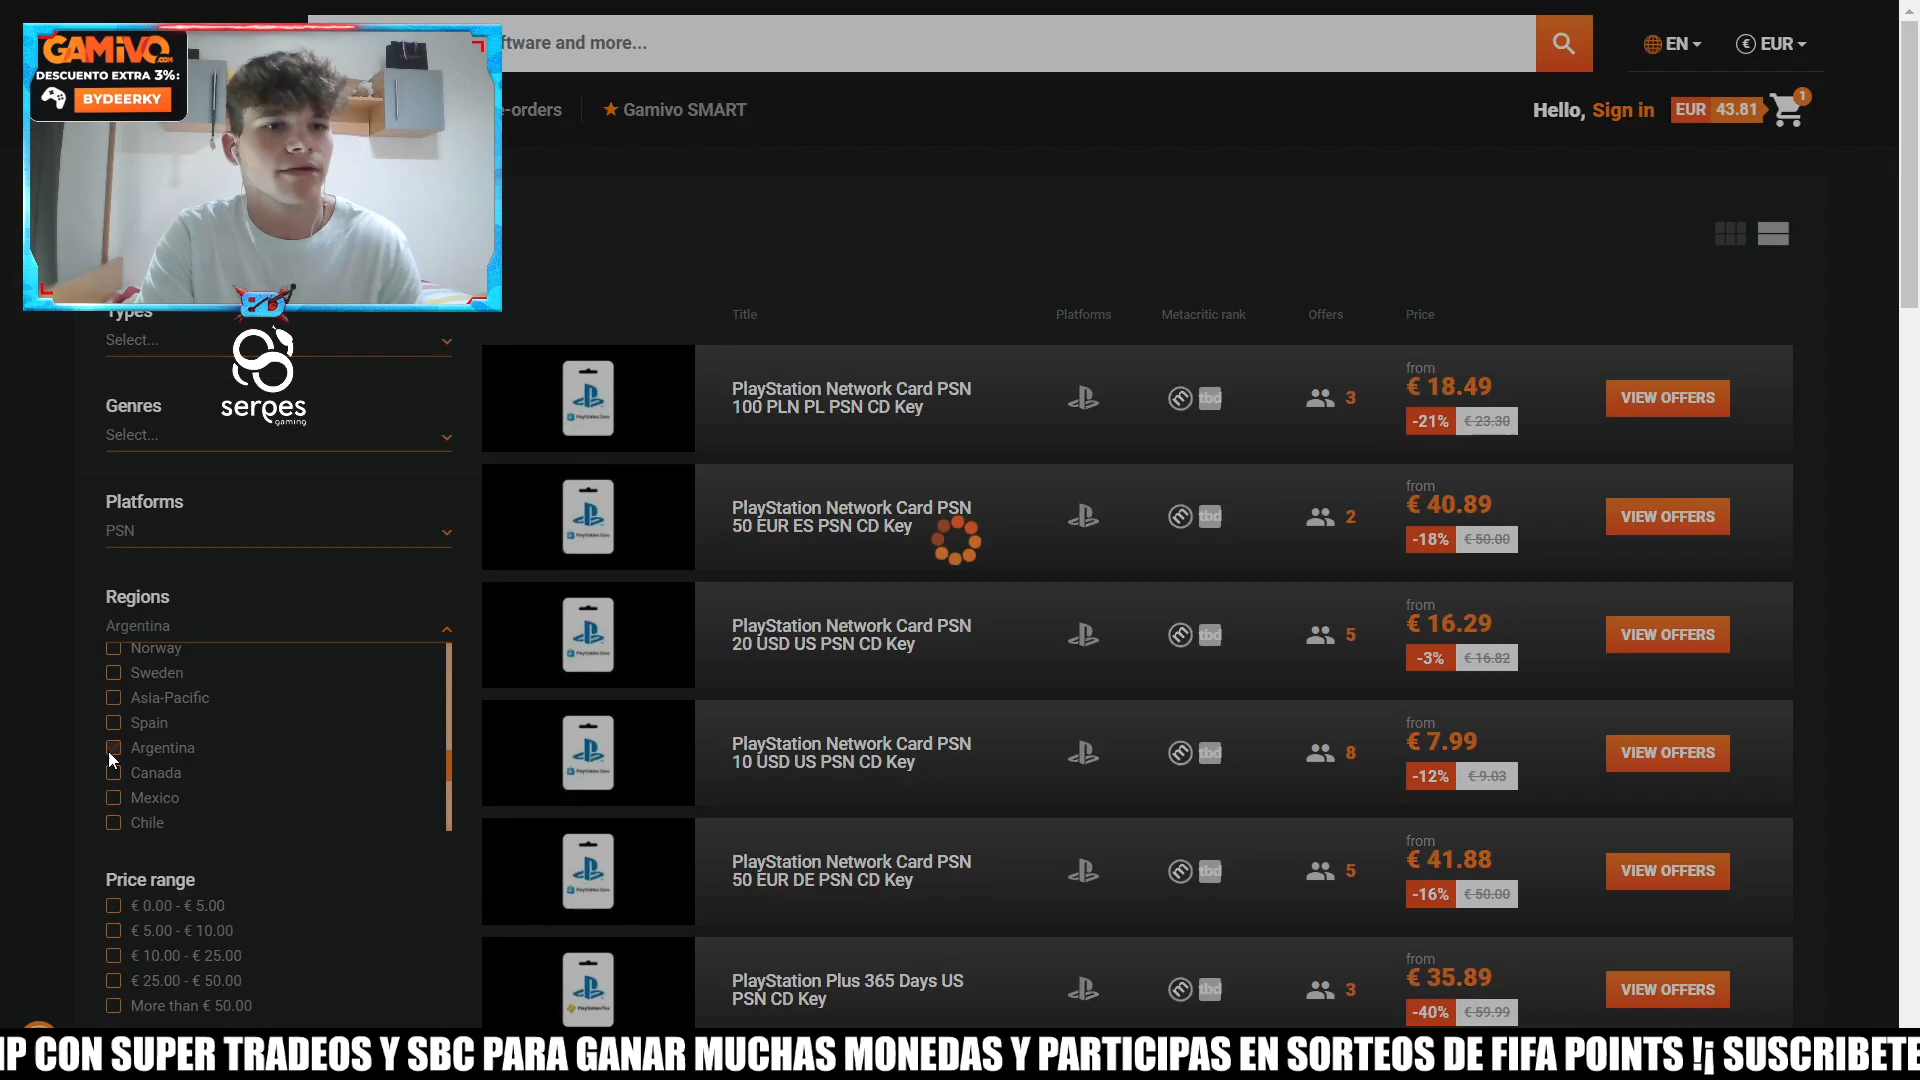 GAMIVO.COM
DESCUENTO EXTRA 3%:
BYDEERKY
ftware and more...
EN
€ EUR
-orders
Gamivo SMART
Hello, Sign in
EUR 43.81
1
8D
serpes
gaming
Types
Select...
Genres
Select...
Platforms
PSN
Regions
Argentina
Norway
Sweden
Asia-Pacific
Spain
Argentina
Canada
Mexico
Chile
Price range
€ 0.00 - € 5.00
€ 5.00 - € 10.00
€ 10.00 - € 25.00
€ 25.00 - € 50.00
More than € 50.00
Title Platforms Metacritic rank Offers Price
PlayStation Network Card PSN
100 PLN PL PSN CD Key
tbd
3
from
€ 18.49
-21% € 23.30
VIEW OFFERS
PlayStation Network Card PSN
50 EUR ES PSN CD Key
tbd
2
from
€ 40.89
-18% € 50.00
VIEW OFFERS
PlayStation Network Card PSN
20 USD US PSN CD Key
tbd
5
from
€ 16.29
-3% € 16.82
VIEW OFFERS
PlayStation Network Card PSN
10 USD US PSN CD Key
tbd
8
from
€ 7.99
-12% € 9.03
VIEW OFFERS
PlayStation Network Card PSN
50 EUR DE PSN CD Key
tbd
5
from
€ 41.88
-16% € 50.00
VIEW OFFERS
PlayStation Plus 365 Days US
PSN CD Key
tbd
3
from
€ 35.89
-40% € 59.99
VIEW OFFERS
IP CON SUPER TRADEOS Y SBC PARA GANAR MUCHAS MONEDAS Y PARTICIPAS EN SORTEOS DE FIFA POINTS !¡ SUSCRIBETE